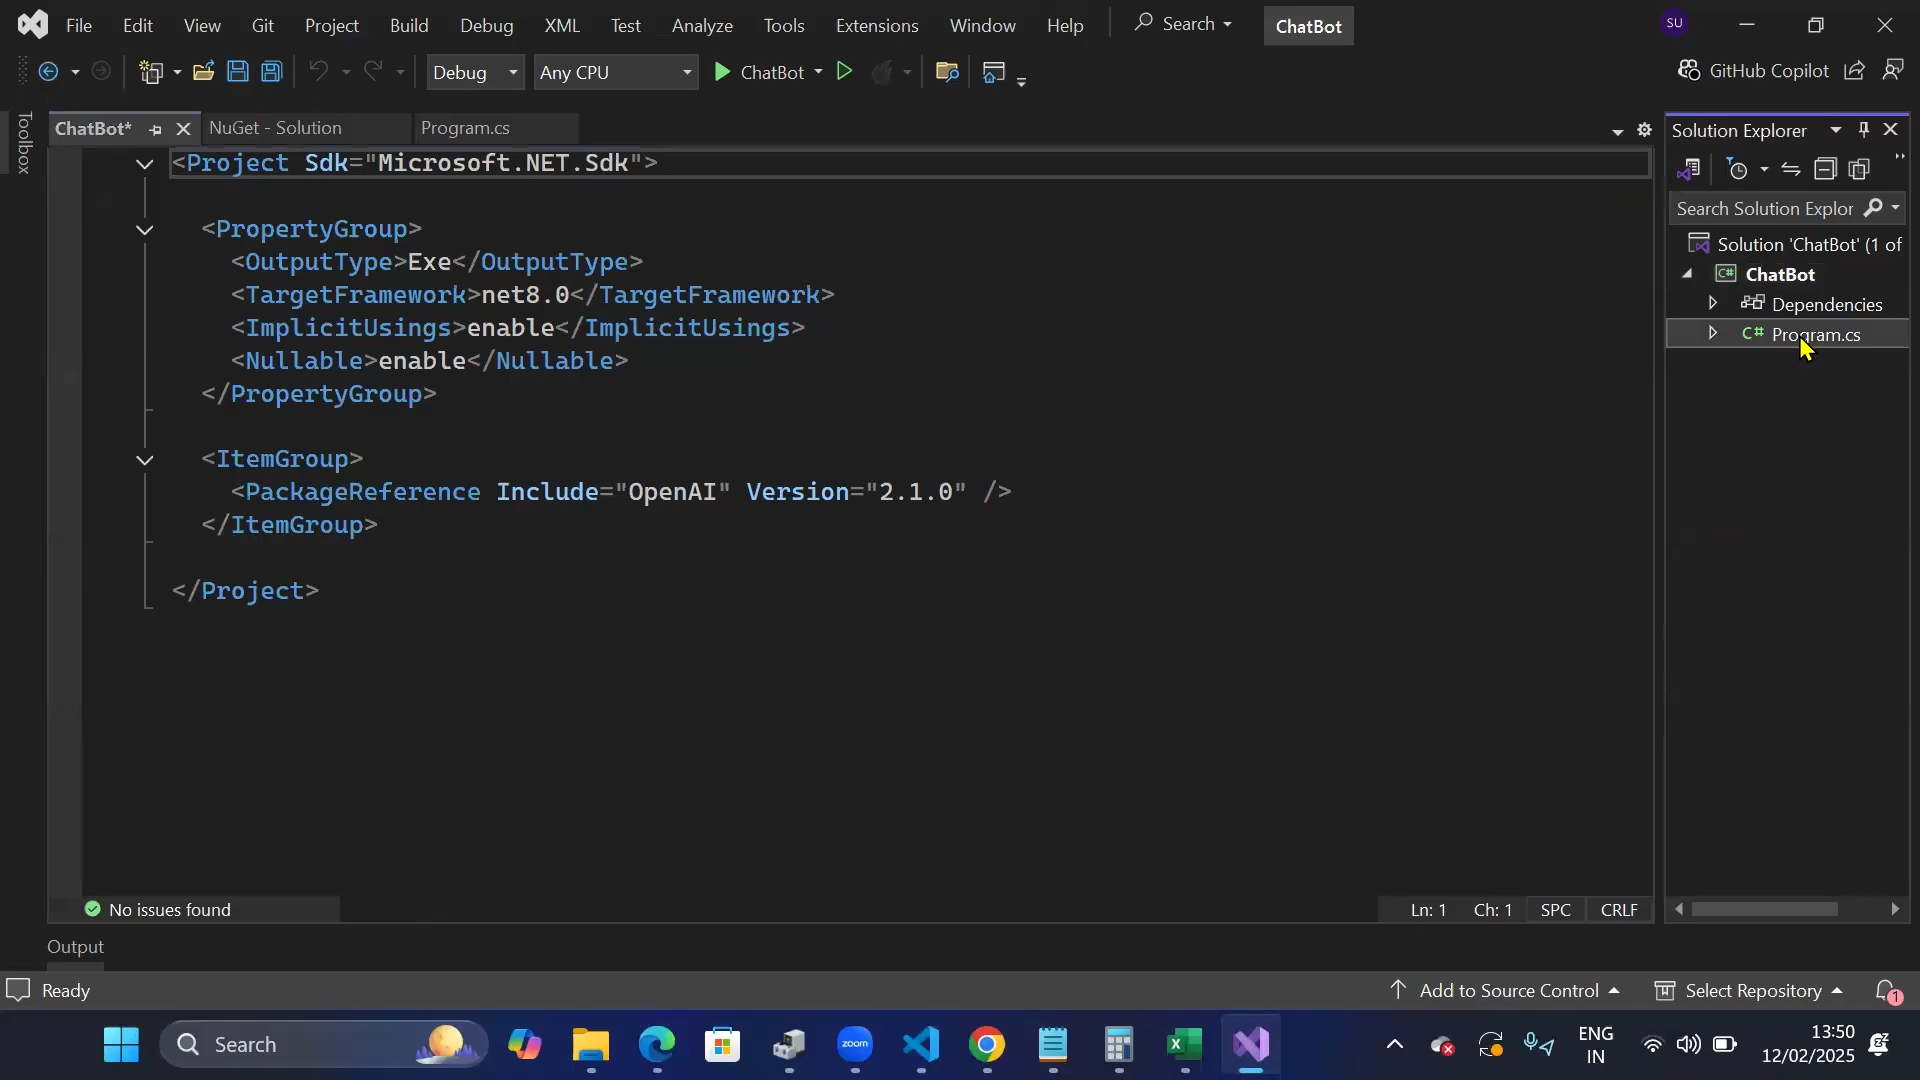 File Edit View Git Project Build Debug XML Test Analyze Tools Extensions Window Help Search ChatBot SU
Debug Any CPU ChatBot GitHub Copilot
Toolbox
ChatBot* NuGet - Solution Program.cs
<Project Sdk="Microsoft.NET.Sdk">
<PropertyGroup>
<OutputType>Exe</OutputType>
<TargetFramework>net8.0</TargetFramework>
<ImplicitUsings>enable</ImplicitUsings>
<Nullable>enable</Nullable>
</PropertyGroup>
<ItemGroup>
<PackageReference Include="OpenAI" Version="2.1.0" />
</ItemGroup>
</Project>
Solution Explorer
Search Solution Explor
Solution 'ChatBot' (1 of
C# ChatBot
Dependencies
C# Program.cs
No issues found Ln: 1 Ch: 1 SPC CRLF
Output
Ready Add to Source Control Select Repository 1
Search zoom ENG 13:50
IN 12/02/2025